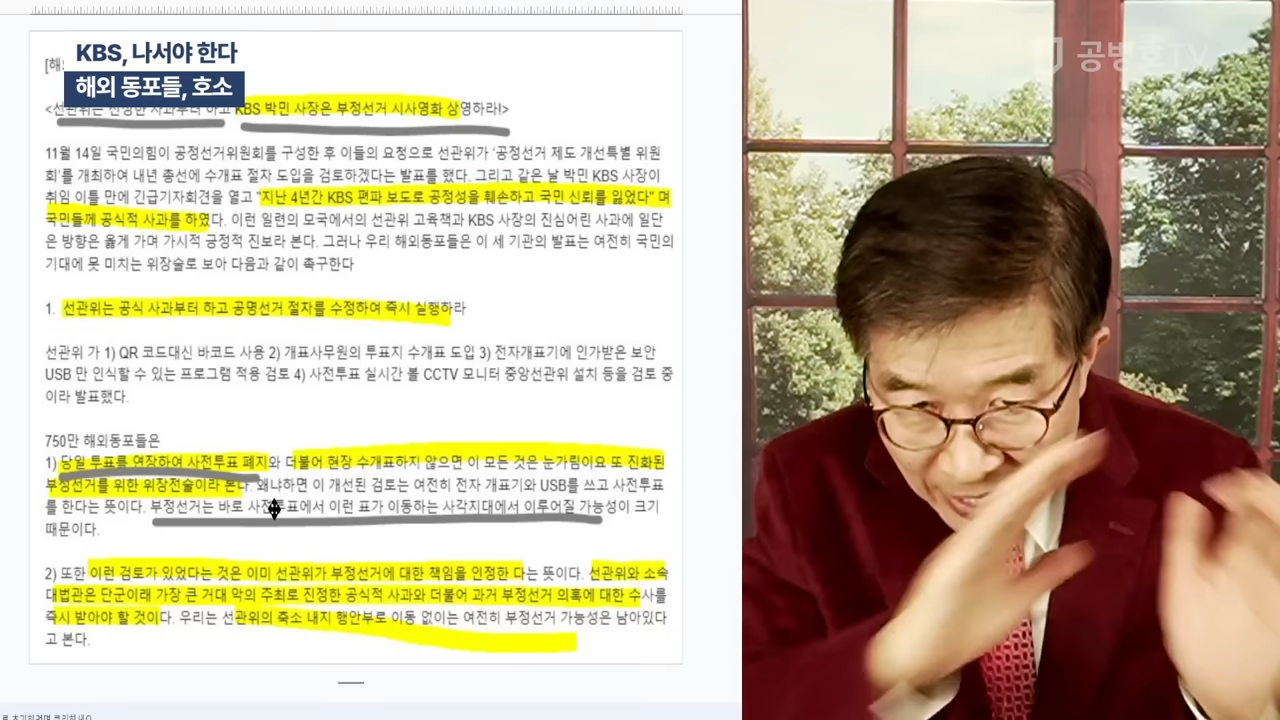 KBS, 나서야 한다
해외 동포들, 호소
공병호TV
[해
<선관위는 진정한 사과부터 하고 KBS 박민 사장은 부정선거 시사영화 상영하라!>
11월 14일 국민의힘이 공정선거위원회를 구성한 후 이들의 요청으로 선관위가 '공정선거 제도 개선특별 위원
회'를 개최하여 내년 총선에 수개표 절차 도입을 검토하겠다는 발표를 했다. 그리고 같은 날 박민 KBS 사장이
취임 이틀 만에 긴급기자회견을 열고 "지난 4년간 KBS 편파 보도로 공정성을 훼손하고 국민 신뢰를 잃었다" 며
국민들께 공식적 사과를 하였다. 이런 일련의 모국에서의 선관위 고육책과 KBS 사장의 진심어린 사과에 일단
은 방향은 옳게 가며 가시적 긍정적 진보라 본다. 그러나 우리 해외동포들은 이 세 기관의 발표는 여전히 국민의
기대에 못 미치는 위장술로 보아 다음과 같이 촉구한다
1. 선관위는 공식 사과부터 하고 공명선거 절차를 수정하여 즉시 실행하라
선관위 가 1) QR 코드대신 바코드 사용 2) 개표사무원의 투표지 수개표 도입 3) 전자개표기에 인가받은 보안
USB 만 인식할 수 있는 프로그램 적용 검토 4) 사전투표 실시간 볼 CCTV 모니터 중앙선관위 설치 등을 검토 중
이라 발표했다.
750만 해외동포들은
1) 당일 투표를 연장하여 사전투표 폐지와 더불어 현장 수개표하지 않으면 이 모든 것은 눈가림이요 또 진화된
부정선거를 위한 위장전술이라 본다. 왜냐하면 이 개선된 검토는 여전히 전자 개표기와 USB를 쓰고 사전투표
를 한다는 뜻이다. 부정선거는 바로 사전투표에서 이런 표가 이동하는 사각지대에서 이루어질 가능성이 크기
때문이다.
2) 또한 이런 검토가 있었다는 것은 이미 선관위가 부정선거에 대한 책임을 인정한 다는 뜻이다. 선관위와 소속
대법관은 단군이래 가장 큰 거대 악의 주최로 진정한 공식적 사과와 더불어 과거 부정선거 의혹에 대한 수사를
즉시 받아야 할 것이다. 우리는 선관위의 축소 내지 행안부로 이동 없이는 여전히 부정선거 가능성은 남아있다
고 본다.